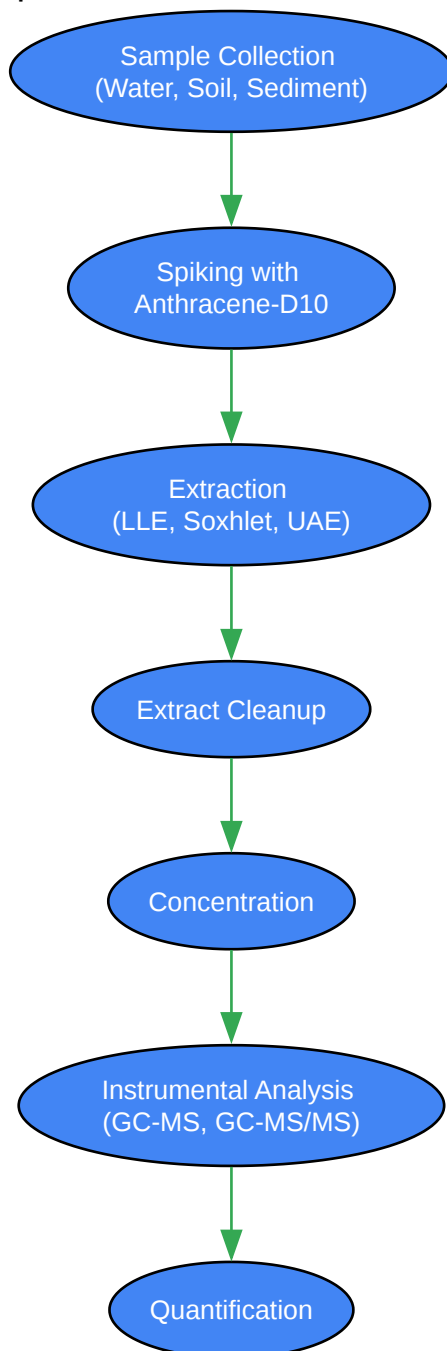 Sample Collection
(Water, Soil, Sediment)
Spiking with
Anthracene-D10
Extraction
(LLE, Soxhlet, UAE)
Extract Cleanup
Concentration
Instrumental Analysis
(GC-MS, GC-MS/MS)
Quantification